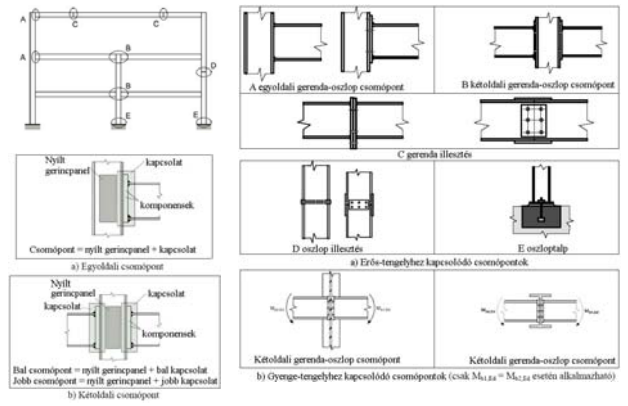 A
C
C
A
B
D
B
E
E
A egyoldali gerenda-oszlop csomópont
B kétoldali gerenda-oszlop csomópont
C gerenda illesztés
D oszlop illesztés
E oszloptalp
a) Erős-tengelyhez kapcsolódó csomópontok
Nyílt
gerincpanel
kapcsolat
komponensek
Csomópont = nyílt gerincpanel + kapcsolat
a) Egyoldali csomópont
Nyílt
gerincpanel
kapcsolat
kapcsolat
komponensek
Bal csomópont = nyílt gerincpanel + bal kapcsolat
Jobb csomópont = nyílt gerincpanel + jobb kapcsolat
b) Kétoldali csomópont
Kétoldali gerenda-oszlop csomópont
Kétoldali gerenda-oszlop csomópont
b) Gyenge-tengelyhez kapcsolódó csomópontok (csak Mb1,Ed = Mb2,Ed esetén alkalmazható)